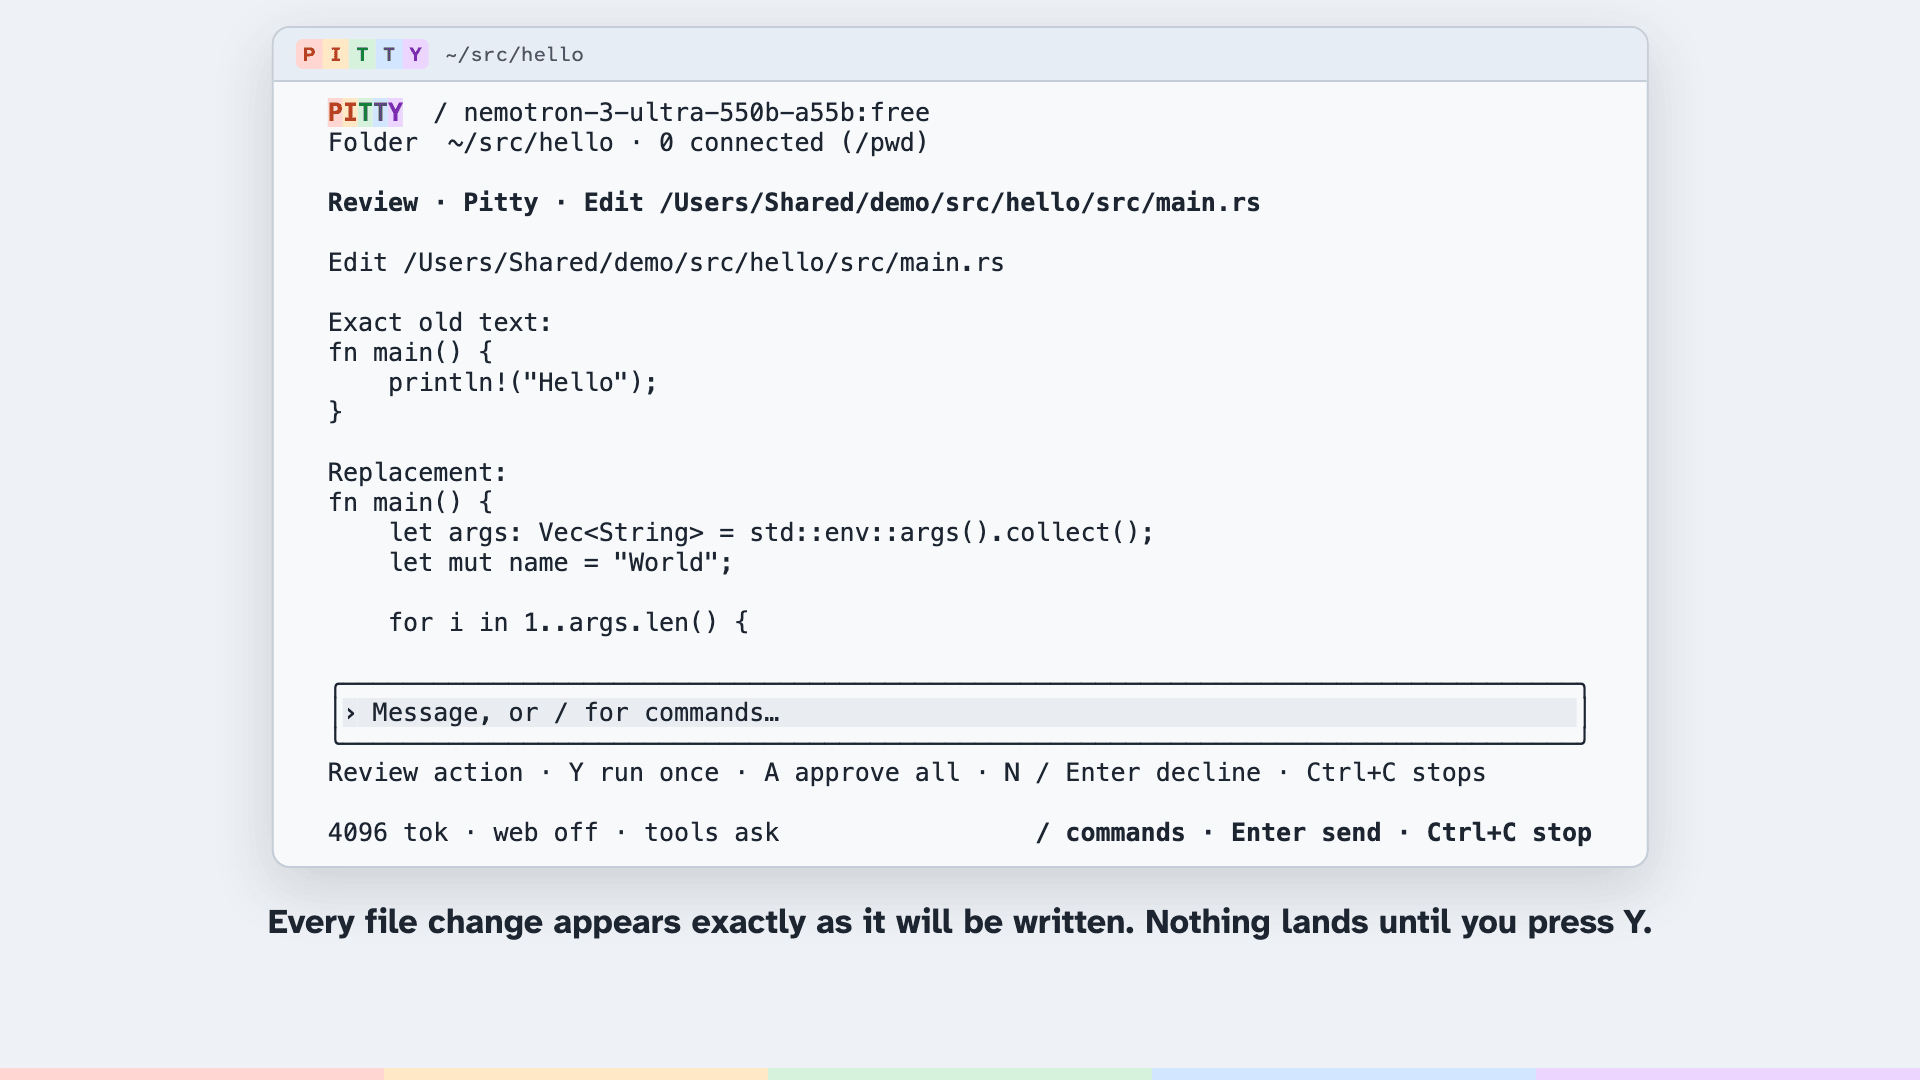 PITTY ~/src/hello
PITTY / nemotron-3-ultra-550b-a55b:free
Folder ~/src/hello · 0 connected (/pwd)
Review · Pitty · Edit /Users/Shared/demo/src/hello/src/main.rs
Edit /Users/Shared/demo/src/hello/src/main.rs
Exact old text:
fn main() {
    println!("Hello");
}
Replacement:
fn main() {
    let args: Vec<String> = std::env::args().collect();
    let mut name = "World";
    for i in 1..args.len() {
› Message, or / for commands…
Review action · Y run once · A approve all · N / Enter decline · Ctrl+C stops
4096 tok · web off · tools ask / commands · Enter send · Ctrl+C stop
Every file change appears exactly as it will be written. Nothing lands until you press Y.